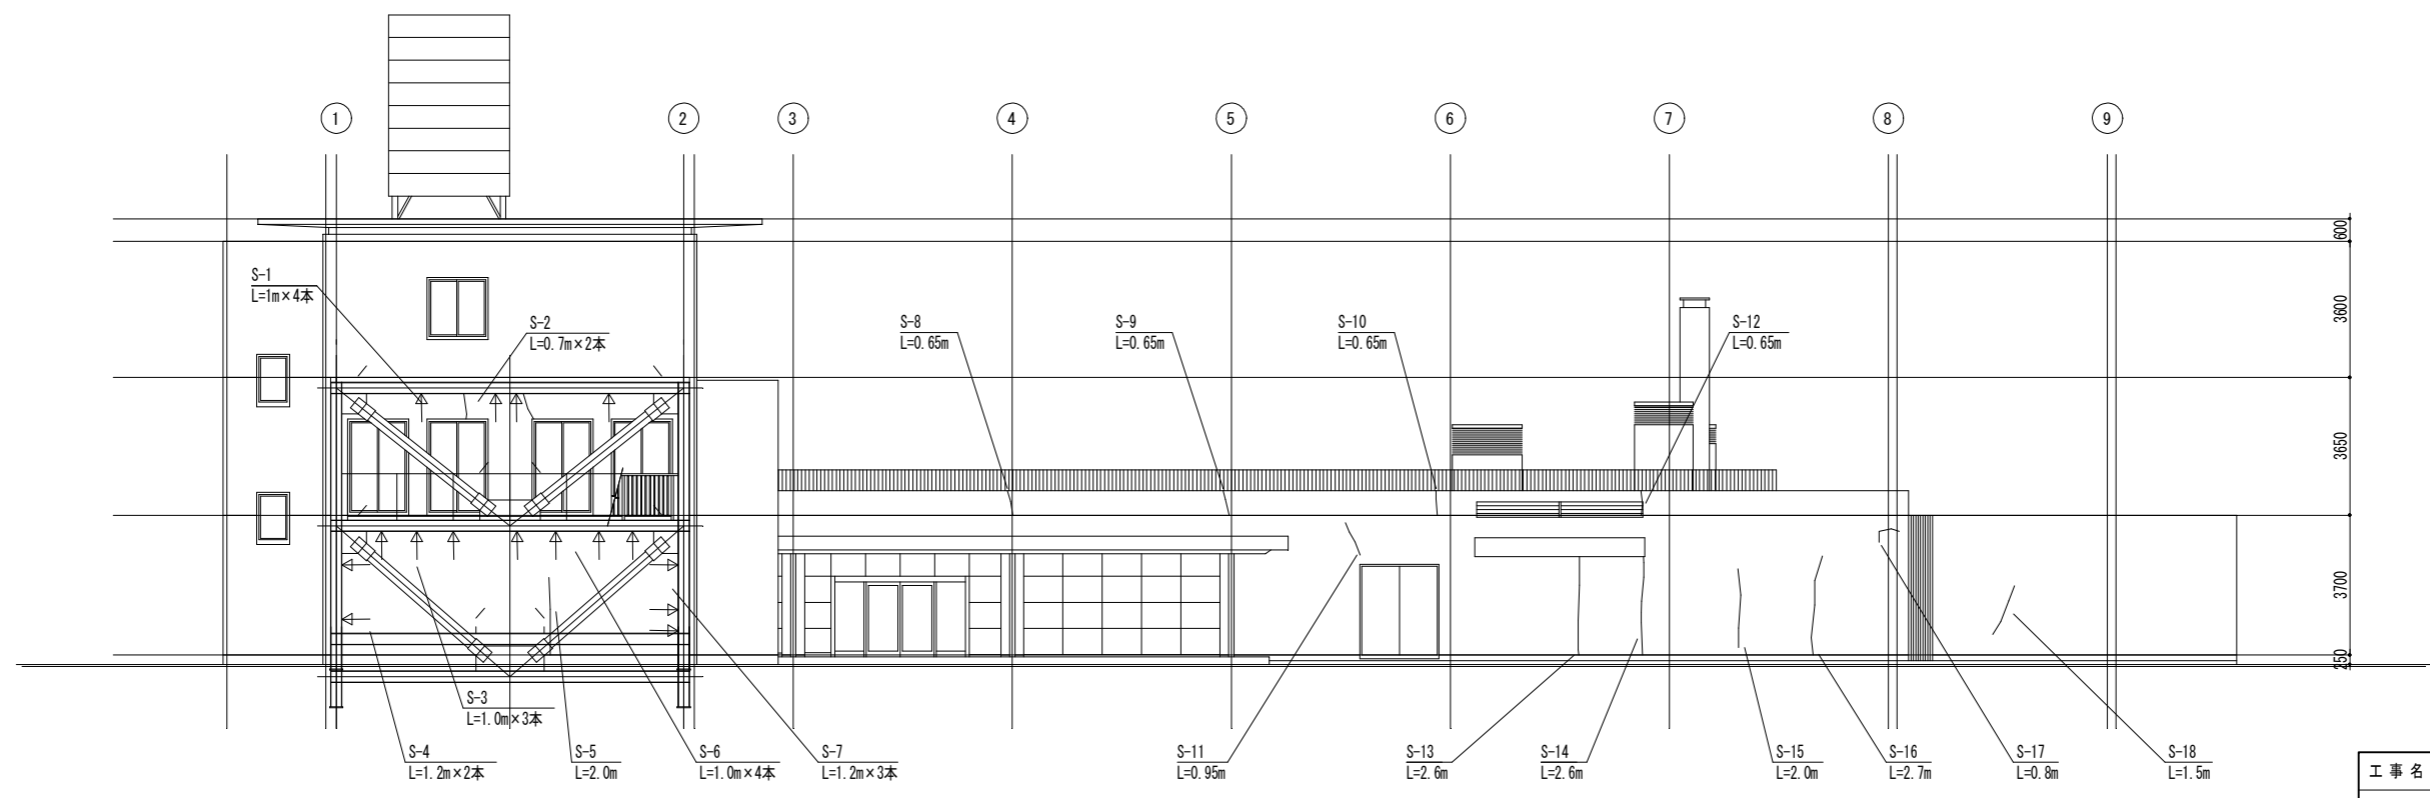 1
2
3
4
5
6
7
8
9
600
S-1
L=1m×4本
3600
S-2
L=0.7m×2本
S-8
L=0.65m
S-9
L=0.65m
S-10
L=0.65m
S-12
L=0.65m
3650
3700
250
S-3
L=1.0m×3本
S-4
L=1.2m×2本
S-5
L=2.0m
S-6
L=1.0m×4本
S-7
L=1.2m×3本
S-11
L=0.95m
S-13
L=2.6m
S-14
L=2.6m
S-15
L=2.0m
S-16
L=2.7m
S-17
L=0.8m
S-18
L=1.5m
工事名